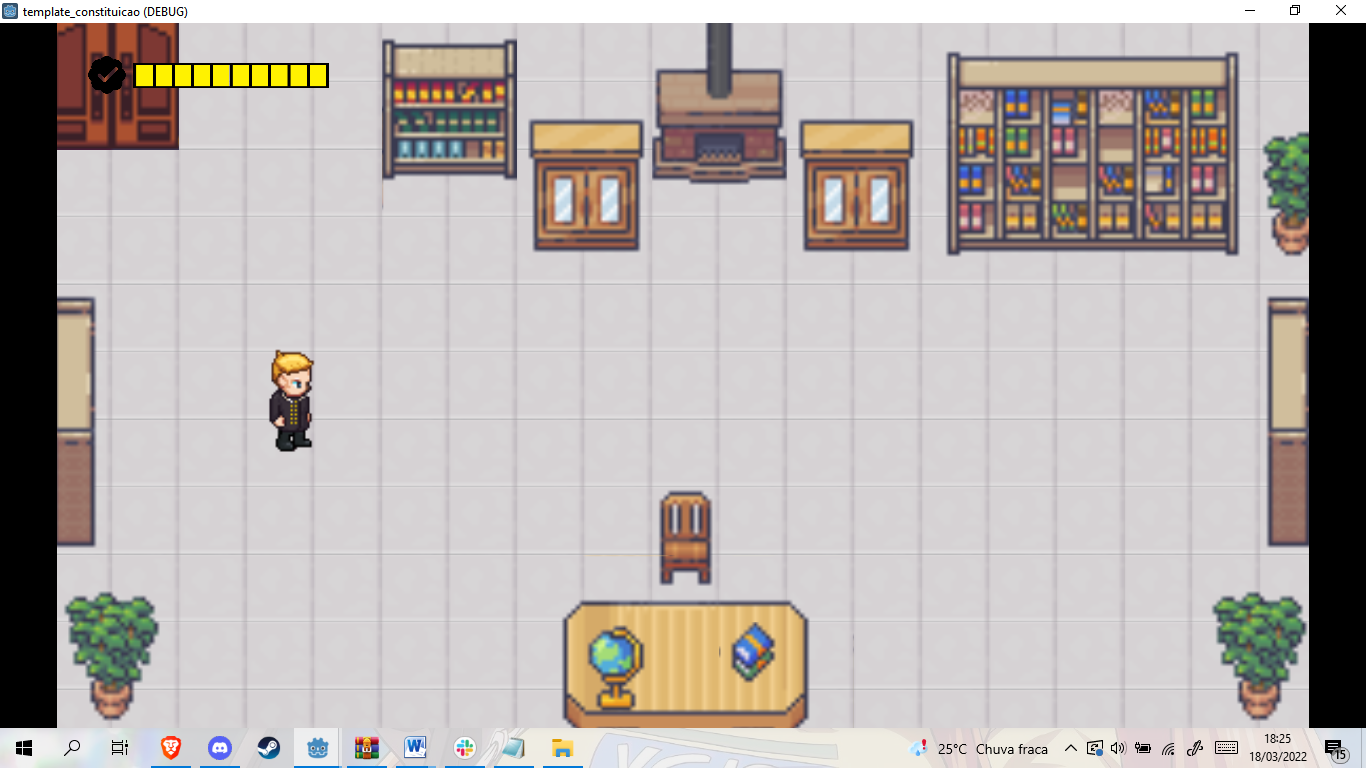 template_constituicao (DEBUG)
25°C Chuva fraca
18:25
18/03/2022
15